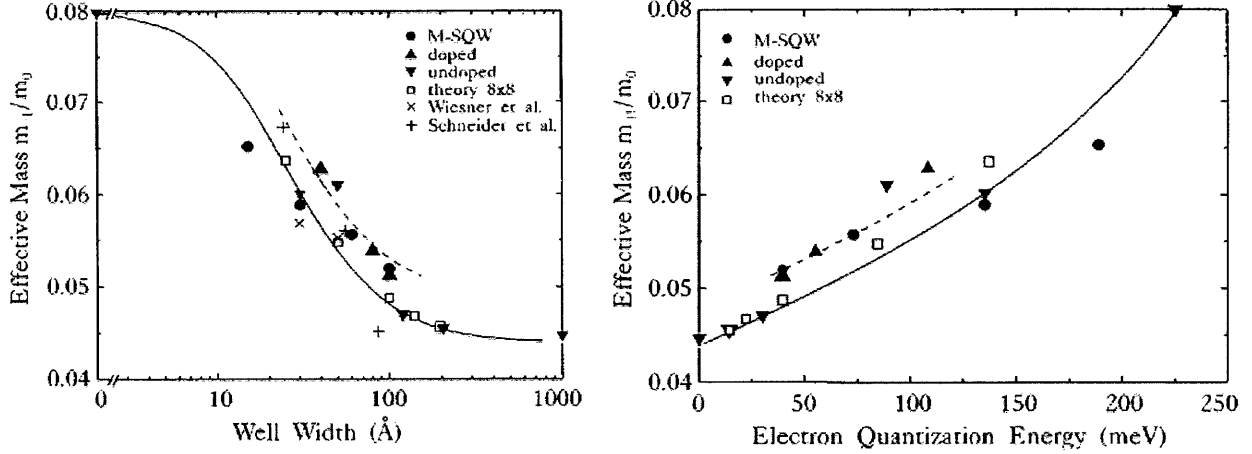 0.08
0.07
0.06
0.05
0.04
Effective Mass m||/m0
M-SQW
doped
undoped
theory 8x8
Wiesner et al.
Schneider et al.
0 10 100 1000
Well Width (Å)
0.08
0.07
0.06
0.05
0.04
Effective Mass m||/m0
M-SQW
doped
undoped
theory 8x8
0 50 100 150 200 250
Electron Quantization Energy (meV)